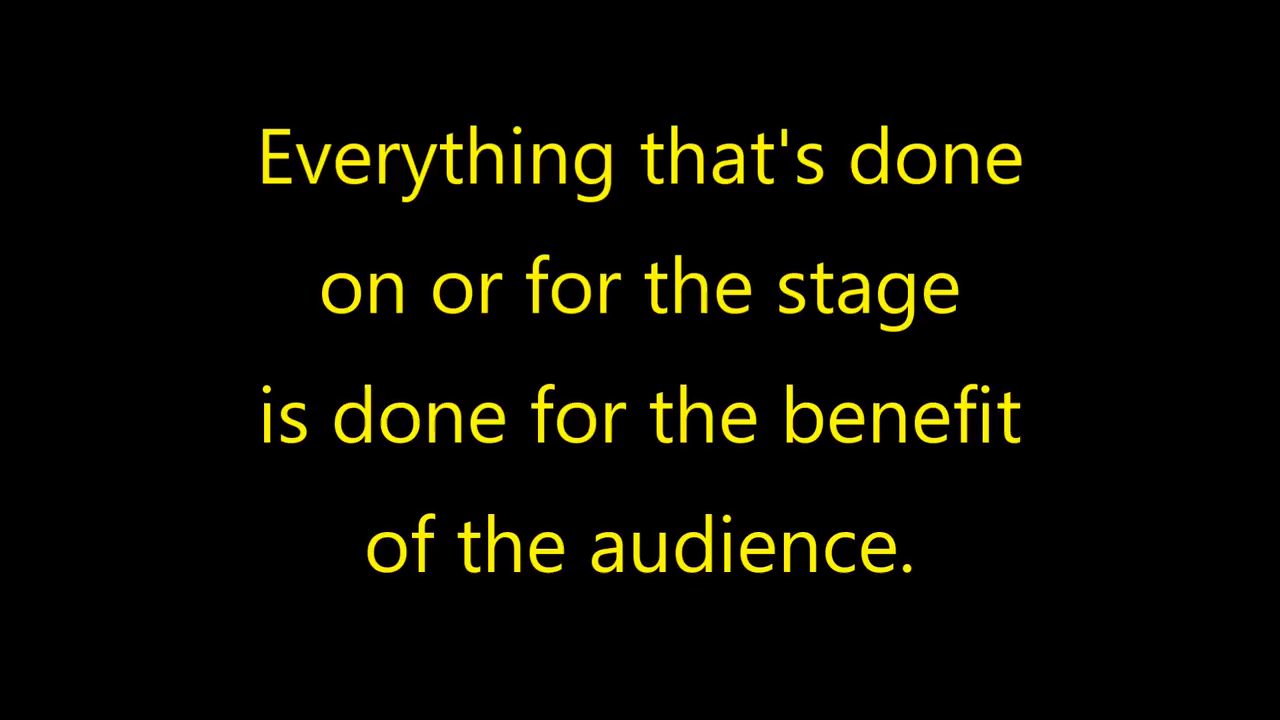 Everything that's done
on or for the stage
is done for the benefit
of the audience.